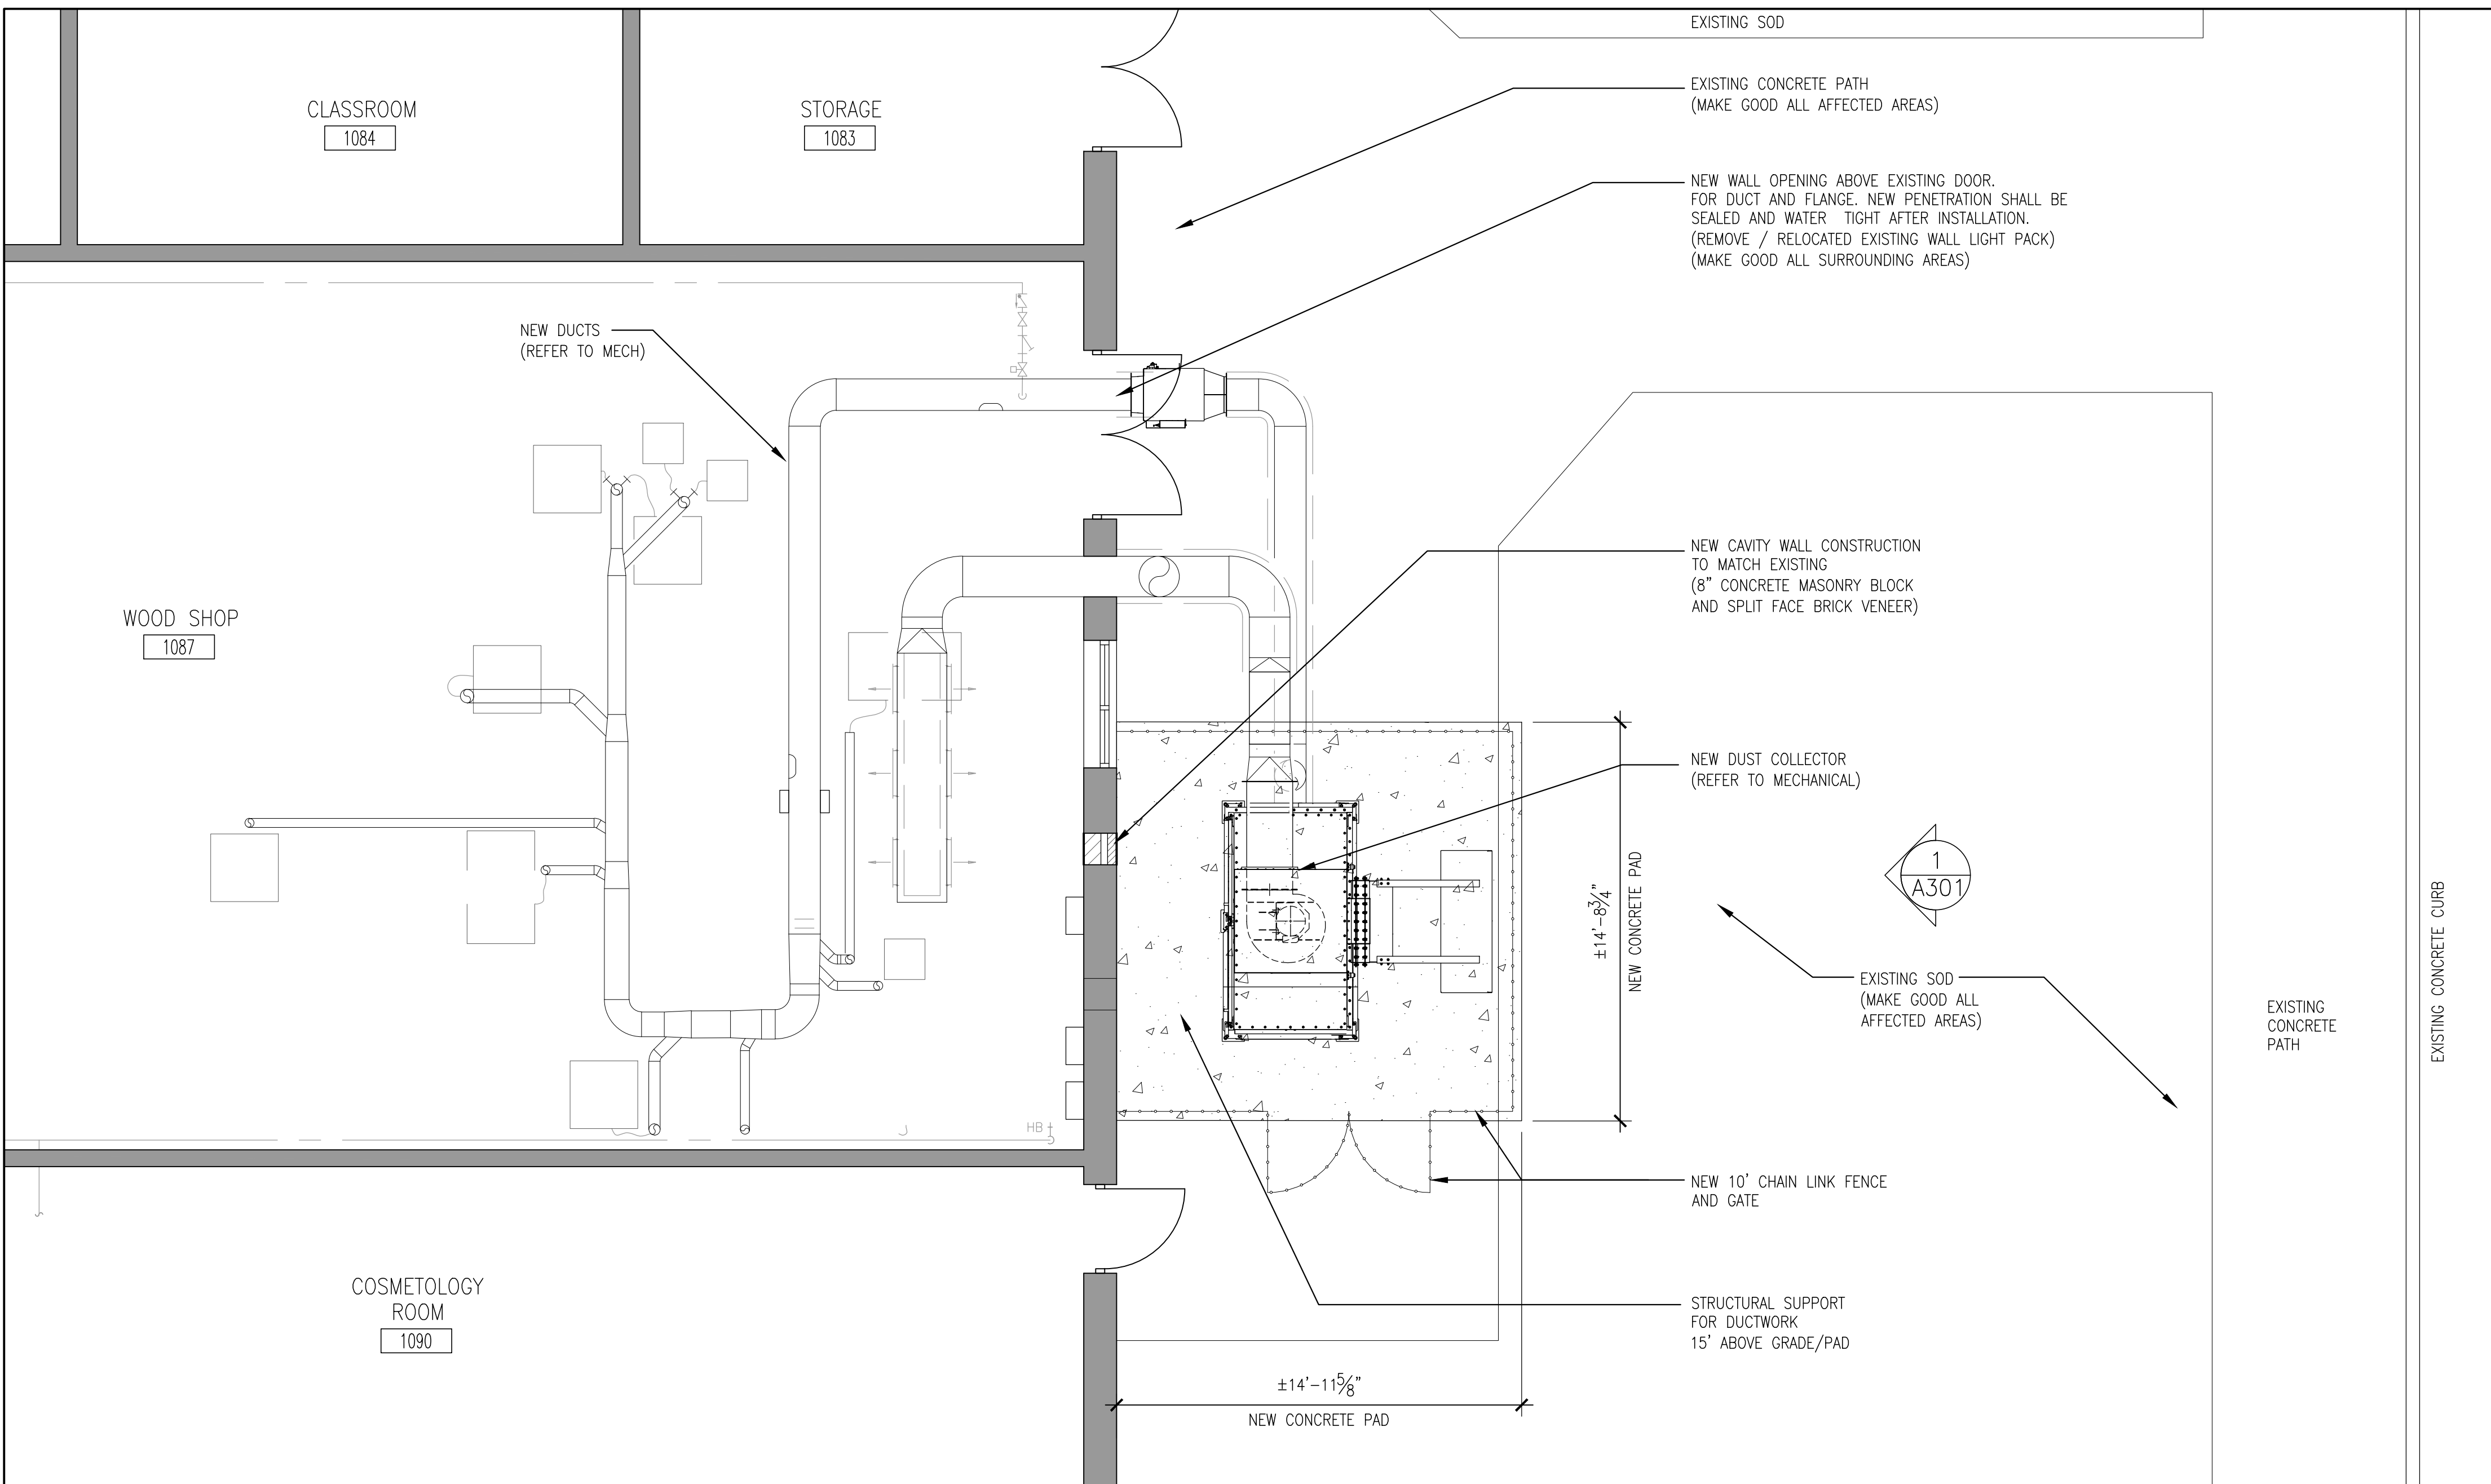 EXISTING SOD
CLASSROOM
1084
STORAGE
1083
EXISTING CONCRETE PATH
(MAKE GOOD ALL AFFECTED AREAS)
NEW WALL OPENING ABOVE EXISTING DOOR.
FOR DUCT AND FLANGE. NEW PENETRATION SHALL BE
SEALED AND WATER TIGHT AFTER INSTALLATION.
(REMOVE / RELOCATED EXISTING WALL LIGHT PACK)
(MAKE GOOD ALL SURROUNDING AREAS)
NEW DUCTS
(REFER TO MECH)
NEW CAVITY WALL CONSTRUCTION
TO MATCH EXISTING
(8" CONCRETE MASONRY BLOCK
AND SPLIT FACE BRICK VENEER)
WOOD SHOP
1087
NEW DUST COLLECTOR
(REFER TO MECHANICAL)
±14'-8¾"
NEW CONCRETE PAD
1
A301
EXISTING SOD
(MAKE GOOD ALL
AFFECTED AREAS)
EXISTING
CONCRETE
PATH
EXISTING CONCRETE CURB
HB
NEW 10' CHAIN LINK FENCE
AND GATE
COSMETOLOGY
ROOM
1090
STRUCTURAL SUPPORT
FOR DUCTWORK
15' ABOVE GRADE/PAD
±14'-11⅝"
NEW CONCRETE PAD